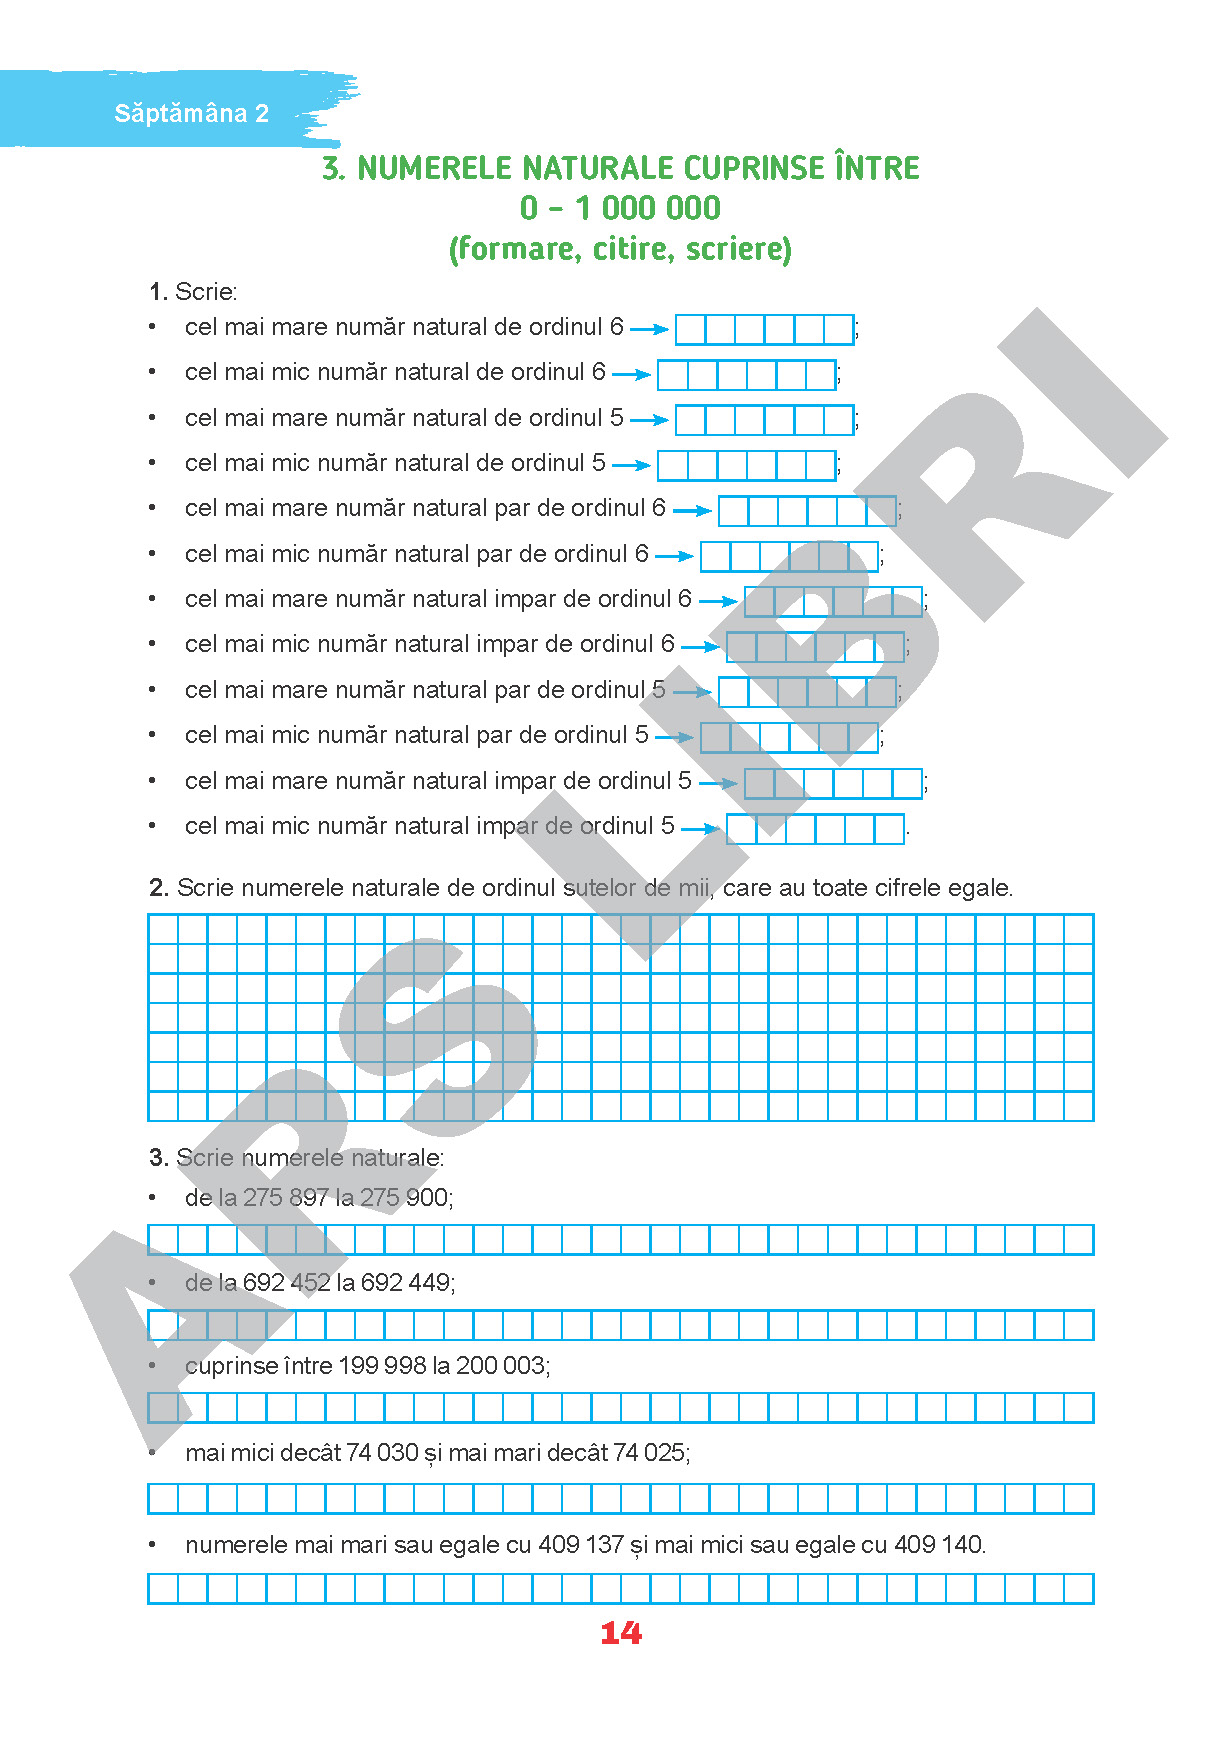 Săptămâna 2
3. NUMERELE NATURALE CUPRINSE ÎNTRE
0 – 1 000 000
(formare, citire, scriere)
1. Scrie:
• cel mai mare număr natural de ordinul 6 ;
• cel mai mic număr natural de ordinul 6 ;
• cel mai mare număr natural de ordinul 5 ;
• cel mai mic număr natural de ordinul 5 ;
• cel mai mare număr natural par de ordinul 6 ;
• cel mai mic număr natural par de ordinul 6 ;
• cel mai mare număr natural impar de ordinul 6 ;
• cel mai mic număr natural impar de ordinul 6 ;
• cel mai mare număr natural par de ordinul 5 ;
• cel mai mic număr natural par de ordinul 5 ;
• cel mai mare număr natural impar de ordinul 5 ;
• cel mai mic număr natural impar de ordinul 5 .
2. Scrie numerele naturale de ordinul sutelor de mii, care au toate cifrele egale.
3. Scrie numerele naturale:
• de la 275 897 la 275 900;
• de la 692 452 la 692 449;
• cuprinse între 199 998 la 200 003;
• mai mici decât 74 030 și mai mari decât 74 025;
• numerele mai mari sau egale cu 409 137 și mai mici sau egale cu 409 140.
14
ARS LIBRI